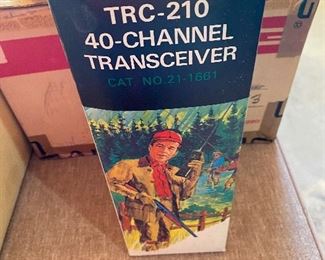 TRC-210
40-CHANNEL
TRANSCEIVER
CAT. NO.21-1661